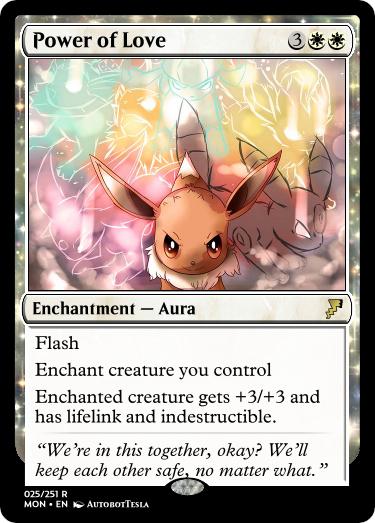 Power of Love 3
Enchantment — Aura
Flash
Enchant creature you control
Enchanted creature gets +3/+3 and
has lifelink and indestructible.
“We’re in this together, okay? We’ll
keep each other safe, no matter what.”
025/251 R
MON • EN AutobotTesla